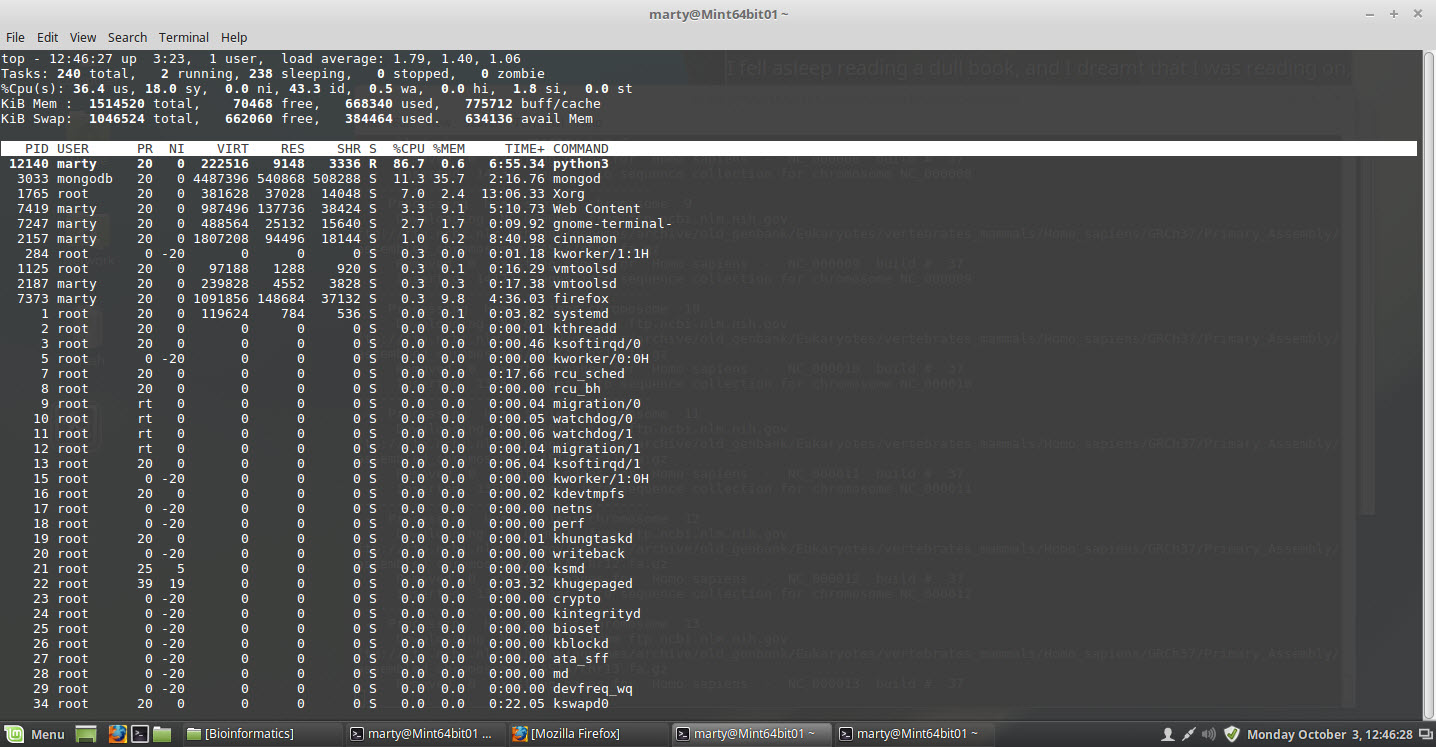 marty@Mint64bit01 ~
File Edit View Search Terminal Help
top - 12:46:27 up  3:23,  1 user,  load average: 1.79, 1.40, 1.06
Tasks: 240 total,   2 running, 238 sleeping,   0 stopped,   0 zombie
%Cpu(s): 36.4 us, 18.0 sy,  0.0 ni, 43.3 id,  0.5 wa,  0.0 hi,  1.8 si,  0.0 st
KiB Mem :  1514520 total,    70468 free,   668340 used,   775712 buff/cache
KiB Swap:  1046524 total,   662060 free,   384464 used.   634136 avail Mem
I fell asleep reading a dull book, and I dreamt that I was reading on,
PID USER PR NI VIRT RES SHR S %CPU %MEM TIME+ COMMAND
12140 marty 20 0 222516 9148 3336 R 86.7 0.6 6:55.34 python3
3033 mongodb 20 0 4487396 540868 508288 S 11.3 35.7 2:16.76 mongod
1765 root 20 0 381628 37028 14048 S 7.0 2.4 13:06.33 Xorg
7419 marty 20 0 987496 137736 38424 S 3.3 9.1 5:10.73 Web Content
7247 marty 20 0 488564 25132 15640 S 2.7 1.7 0:09.92 gnome-terminal-
2157 marty 20 0 1807208 94496 18144 S 1.0 6.2 8:40.98 cinnamon
284 root 0 -20 0 0 0 S 0.3 0.0 0:01.18 kworker/1:1H
1125 root 20 0 97188 1288 920 S 0.3 0.1 0:16.29 vmtoolsd
2187 marty 20 0 239828 4552 3828 S 0.3 0.3 0:17.38 vmtoolsd
7373 marty 20 0 1091856 148684 37132 S 0.3 9.8 4:36.03 firefox
1 root 20 0 119624 784 536 S 0.0 0.1 0:03.82 systemd
2 root 20 0 0 0 0 S 0.0 0.0 0:00.01 kthreadd
3 root 20 0 0 0 0 S 0.0 0.0 0:00.46 ksoftirqd/0
5 root 0 -20 0 0 0 S 0.0 0.0 0:00.00 kworker/0:0H
7 root 20 0 0 0 0 S 0.0 0.0 0:17.66 rcu_sched
8 root 20 0 0 0 0 S 0.0 0.0 0:00.00 rcu_bh
9 root rt 0 0 0 0 S 0.0 0.0 0:00.04 migration/0
10 root rt 0 0 0 0 S 0.0 0.0 0:00.05 watchdog/0
11 root rt 0 0 0 0 S 0.0 0.0 0:00.06 watchdog/1
12 root rt 0 0 0 0 S 0.0 0.0 0:00.04 migration/1
13 root 20 0 0 0 0 S 0.0 0.0 0:06.04 ksoftirqd/1
15 root 0 -20 0 0 0 S 0.0 0.0 0:00.00 kworker/1:0H
16 root 20 0 0 0 0 S 0.0 0.0 0:00.02 kdevtmpfs
17 root 0 -20 0 0 0 S 0.0 0.0 0:00.00 netns
18 root 0 -20 0 0 0 S 0.0 0.0 0:00.00 perf
19 root 20 0 0 0 0 S 0.0 0.0 0:00.01 khungtaskd
20 root 0 -20 0 0 0 S 0.0 0.0 0:00.00 writeback
21 root 25 5 0 0 0 S 0.0 0.0 0:00.00 ksmd
22 root 39 19 0 0 0 S 0.0 0.0 0:03.32 khugepaged
23 root 0 -20 0 0 0 S 0.0 0.0 0:00.00 crypto
24 root 0 -20 0 0 0 S 0.0 0.0 0:00.00 kintegrityd
25 root 0 -20 0 0 0 S 0.0 0.0 0:00.00 bioset
26 root 0 -20 0 0 0 S 0.0 0.0 0:00.00 kblockd
27 root 0 -20 0 0 0 S 0.0 0.0 0:00.00 ata_sff
28 root 0 -20 0 0 0 S 0.0 0.0 0:00.00 md
29 root 0 -20 0 0 0 S 0.0 0.0 0:00.00 devfreq_wq
34 root 20 0 0 0 0 S 0.0 0.0 0:22.05 kswapd0
Menu [Bioinformatics] marty@Mint64bit01 ... [Mozilla Firefox] marty@Mint64bit01 ~ marty@Mint64bit01 ~ Monday October 3, 12:46:28